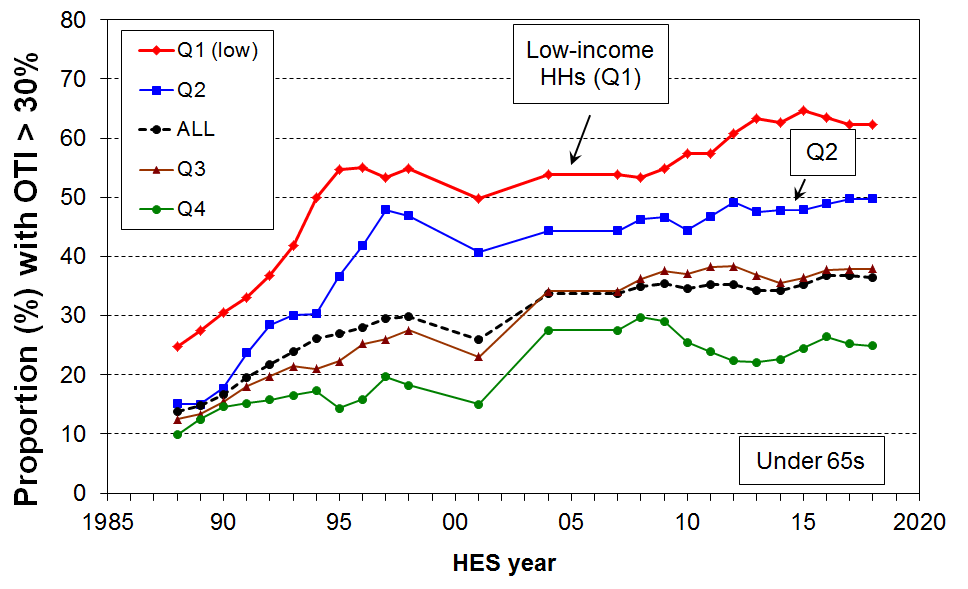 Proportion (%) with OTI > 30%
80
70
60
50
40
30
20
10
0
Q1 (low)
Q2
ALL
Q3
Q4
Low-income
HHs (Q1)
Q2
Under 65s
1985 90 95 00 05 10 15 2020
HES year